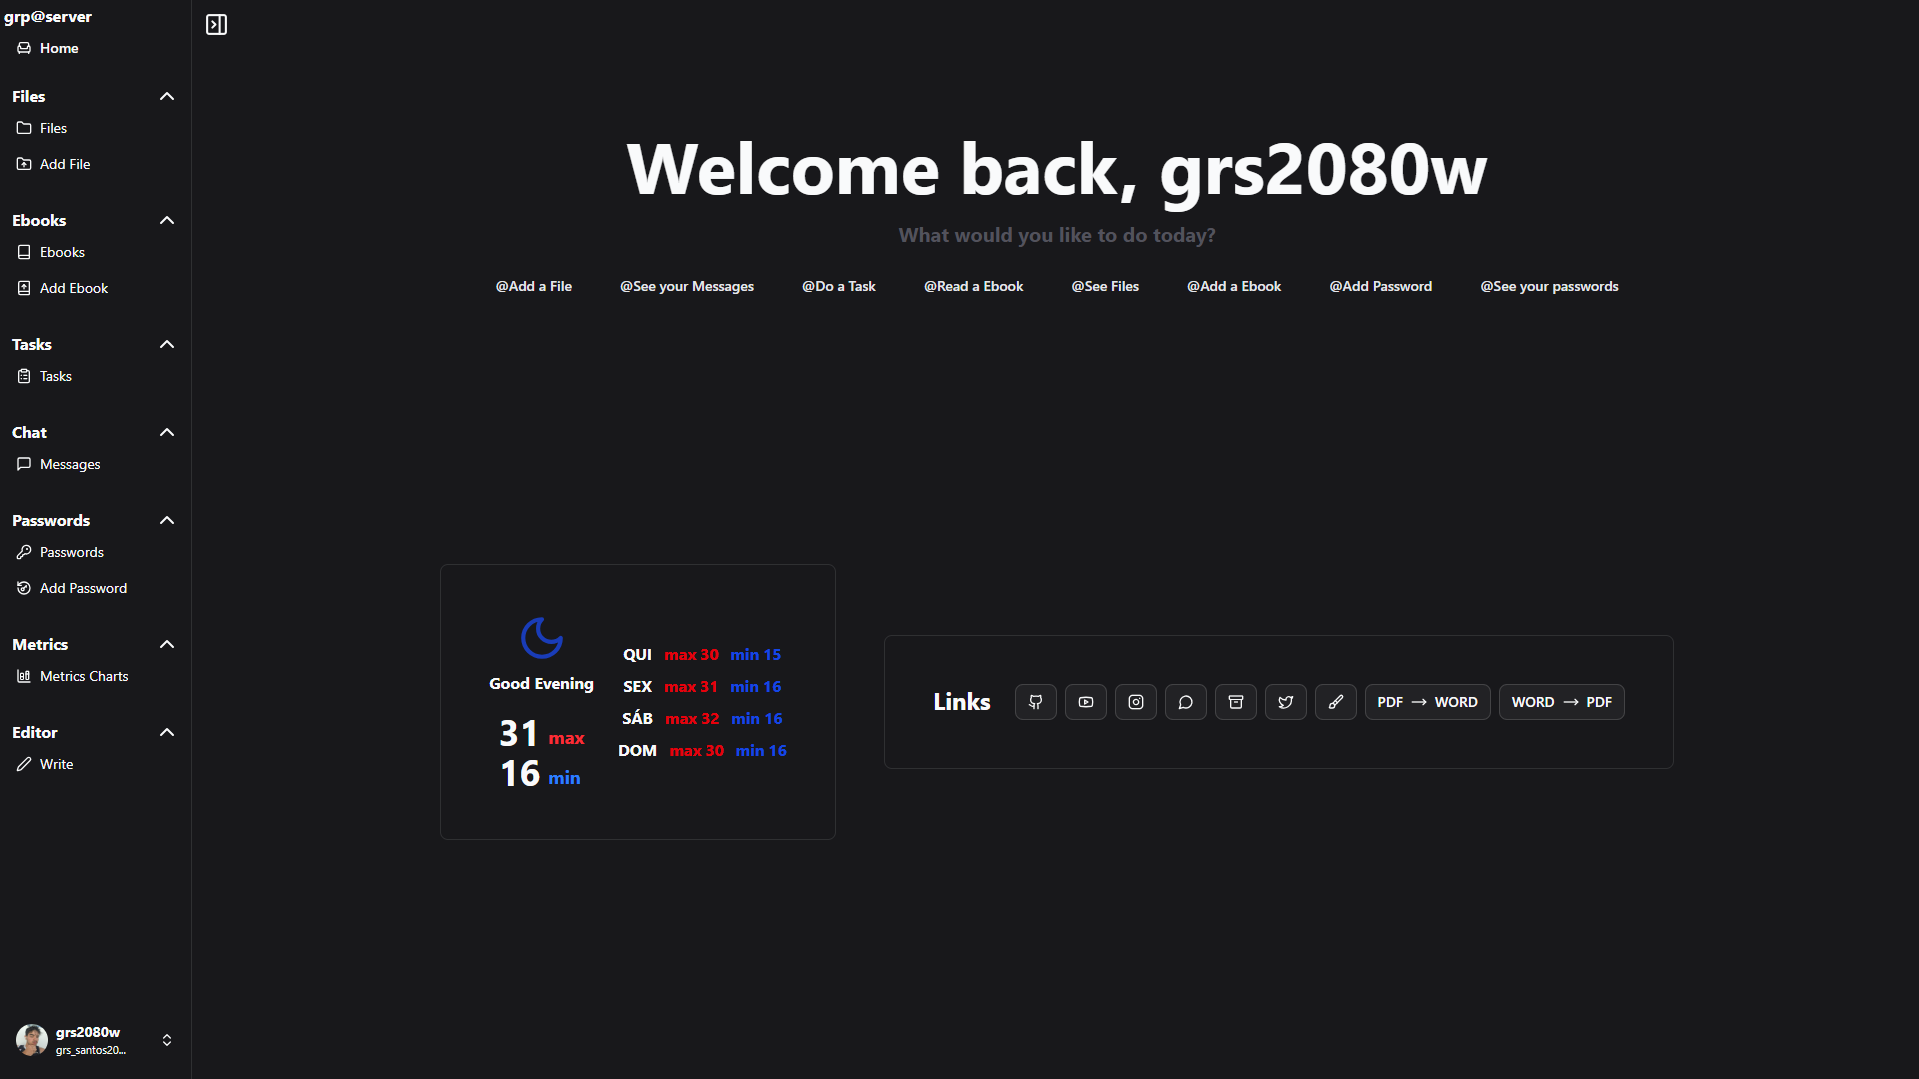 grp@server
Home
Files
Files
Add File
Ebooks
Ebooks
Add Ebook
Tasks
Tasks
Chat
Messages
Passwords
Passwords
Add Password
Metrics
Metrics Charts
Editor
Write
grs2080w
grs_santos20...
Welcome back, grs2080w
What would you like to do today?
@Add a File @See your Messages @Do a Task @Read a Ebook @See Files @Add a Ebook @Add Password @See your passwords
Good Evening
31 max
16 min
QUI max 30 min 15
SEX max 31 min 16
SÁB max 32 min 16
DOM max 30 min 16
Links PDF → WORD WORD → PDF